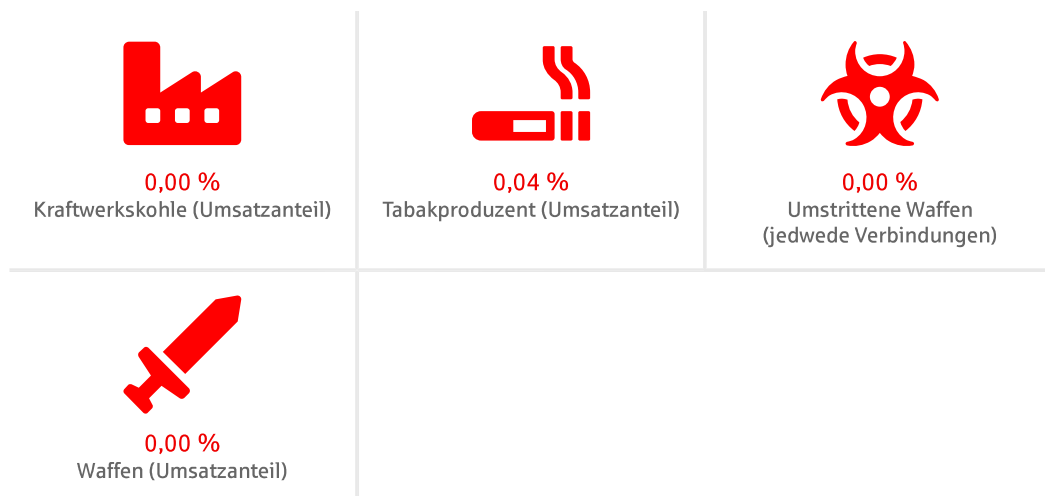 0,00 %
Kraftwerkskohle (Umsatzanteil)
0,04 %
Tabakproduzent (Umsatzanteil)
0,00 %
Umstrittene Waffen
(jedwede Verbindungen)
0,00 %
Waffen (Umsatzanteil)